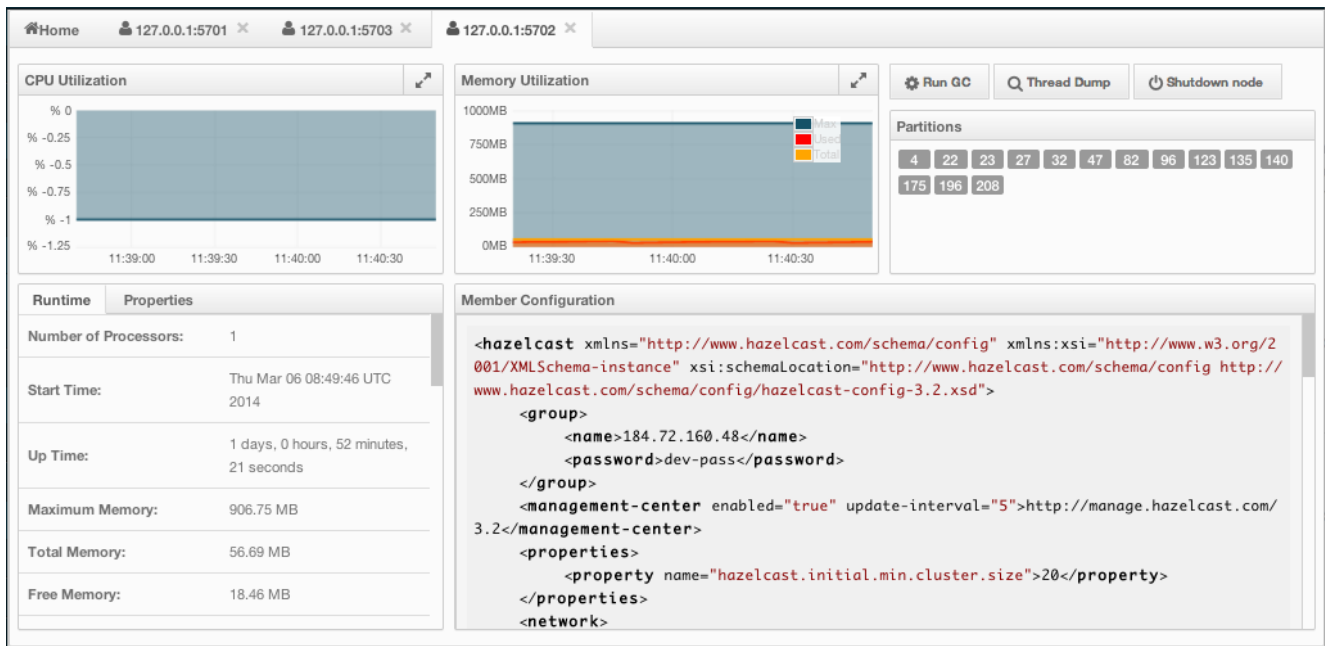 Home 127.0.0.1:5701 127.0.0.1:5703 127.0.0.1:5702
CPU Utilization
% 0
% -0.25
% -0.5
% -0.75
% -1
% -1.25
11:39:00 11:39:30 11:40:00 11:40:30
Memory Utilization
1000MB
750MB
500MB
250MB
0MB
Max
Used
Total
11:39:30 11:40:00 11:40:30
Run GC Thread Dump Shutdown node
Partitions
4 22 23 27 32 47 82 96 123 135 140
175 196 208
Runtime Properties
Number of Processors: 1
Start Time: Thu Mar 06 08:49:46 UTC
2014
Up Time: 1 days, 0 hours, 52 minutes,
21 seconds
Maximum Memory: 906.75 MB
Total Memory: 56.69 MB
Free Memory: 18.46 MB
Member Configuration
<hazelcast xmlns="http://www.hazelcast.com/schema/config" xmlns:xsi="http://www.w3.org/2
001/XMLSchema-instance" xsi:schemaLocation="http://www.hazelcast.com/schema/config http://
www.hazelcast.com/schema/config/hazelcast-config-3.2.xsd">
<group>
<name>184.72.160.48</name>
<password>dev-pass</password>
</group>
<management-center enabled="true" update-interval="5">http://manage.hazelcast.com/
3.2</management-center>
<properties>
<property name="hazelcast.initial.min.cluster.size">20</property>
</properties>
<network>